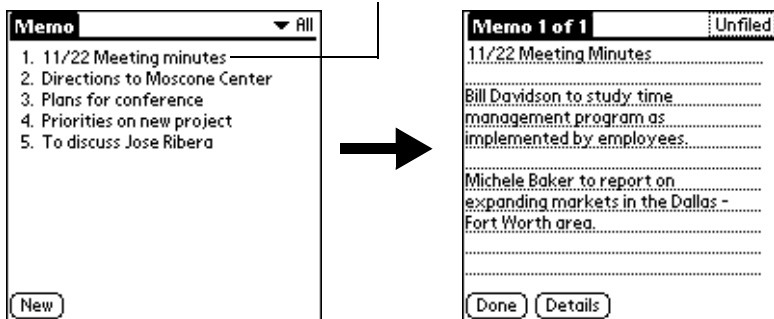 Memo
All
1. 11/22 Meeting minutes
2. Directions to Moscone Center
3. Plans for conference
4. Priorities on new project
5. To discuss Jose Ribera
New
Memo 1 of 1
Unfiled
11/22 Meeting Minutes
Bill Davidson to study time
management program as
implemented by employees.
Michele Baker to report on
expanding markets in the Dallas -
Fort Worth area.
Done
Details